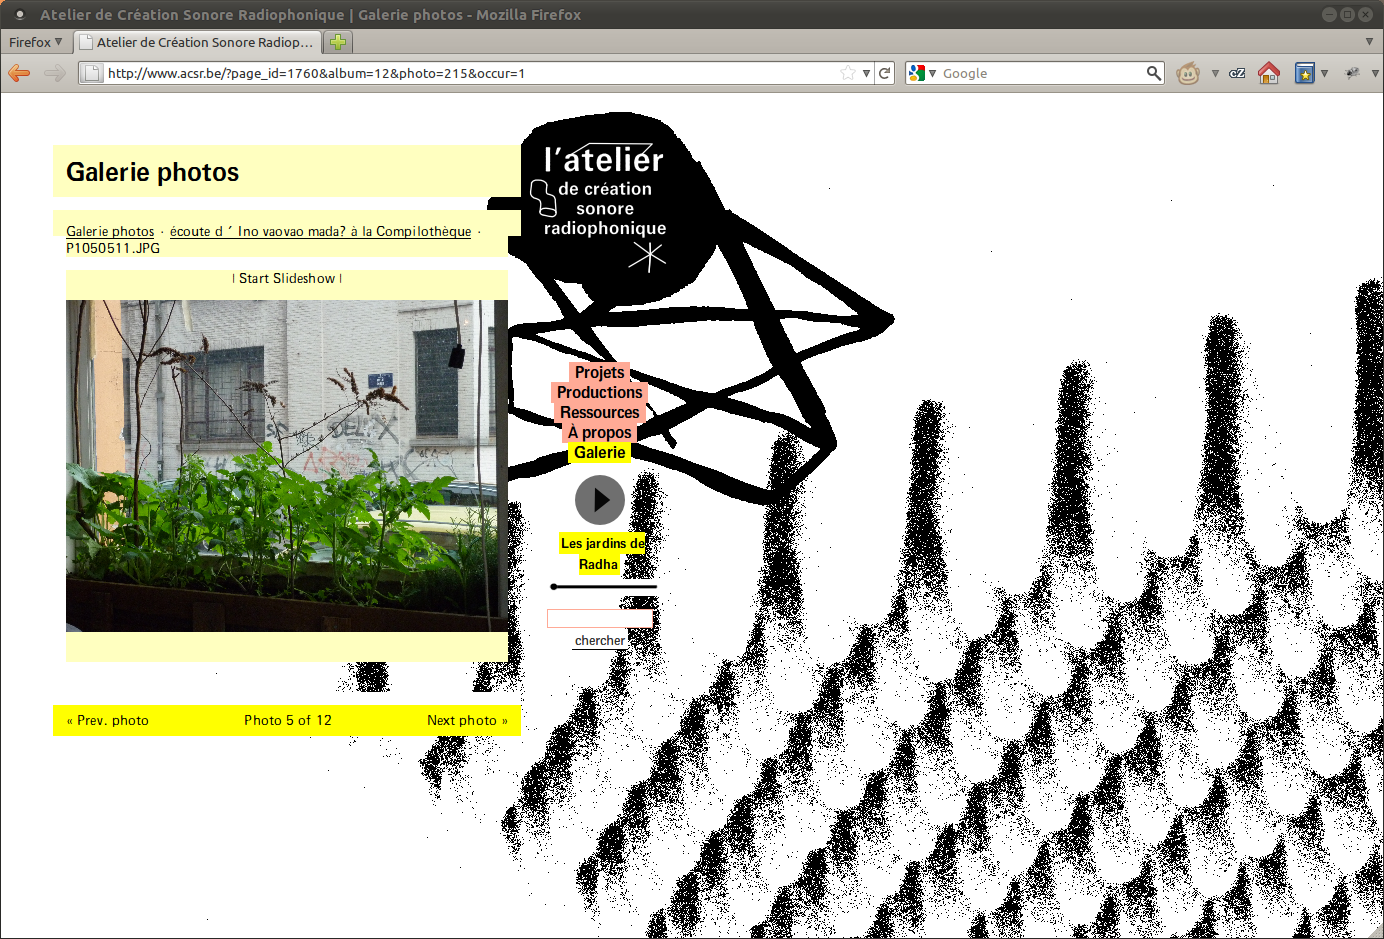 Atelier de Création Sonore Radiophonique | Galerie photos - Mozilla Firefox
Firefox
Atelier de Création Sonore Radiop...
http://www.acsr.be/?page_id=1760&album=12&photo=215&occur=1
Google
Galerie photos
Galerie photos · écoute d ´ Ino vaovao mada? à la Compilothèque ·
P1050511.JPG
| Start Slideshow |
l'atelier
de création
sonore
radiophonique
Projets
Productions
Ressources
À propos
Galerie
Les jardins de
Radha
chercher
« Prev. photo Photo 5 of 12 Next photo »